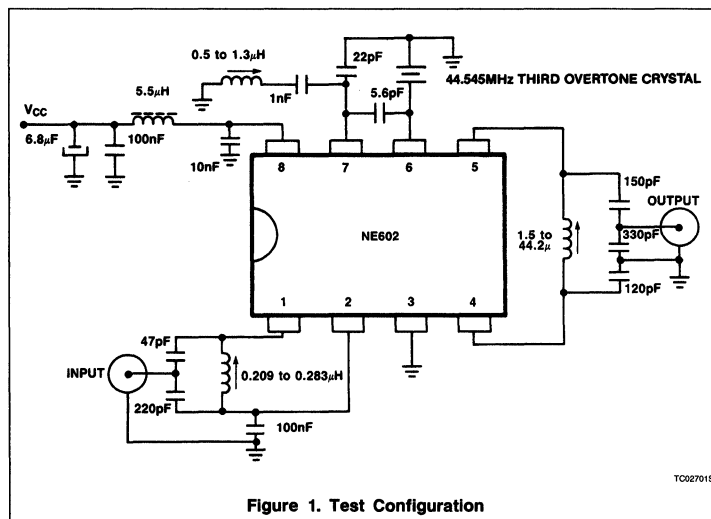 0.5 to 1.3μH
22pF
44.545MHz THIRD OVERTONE CRYSTAL
5.5μH
1nF
5.6pF
VCC
6.8μF
100nF
10nF
8
7
6
5
150pF
OUTPUT
NE602
1.5 to
44.2μ
330pF
120pF
1
2
3
4
47pF
INPUT
0.209 to 0.283μH
220pF
100nF
TC02701S
Figure 1. Test Configuration